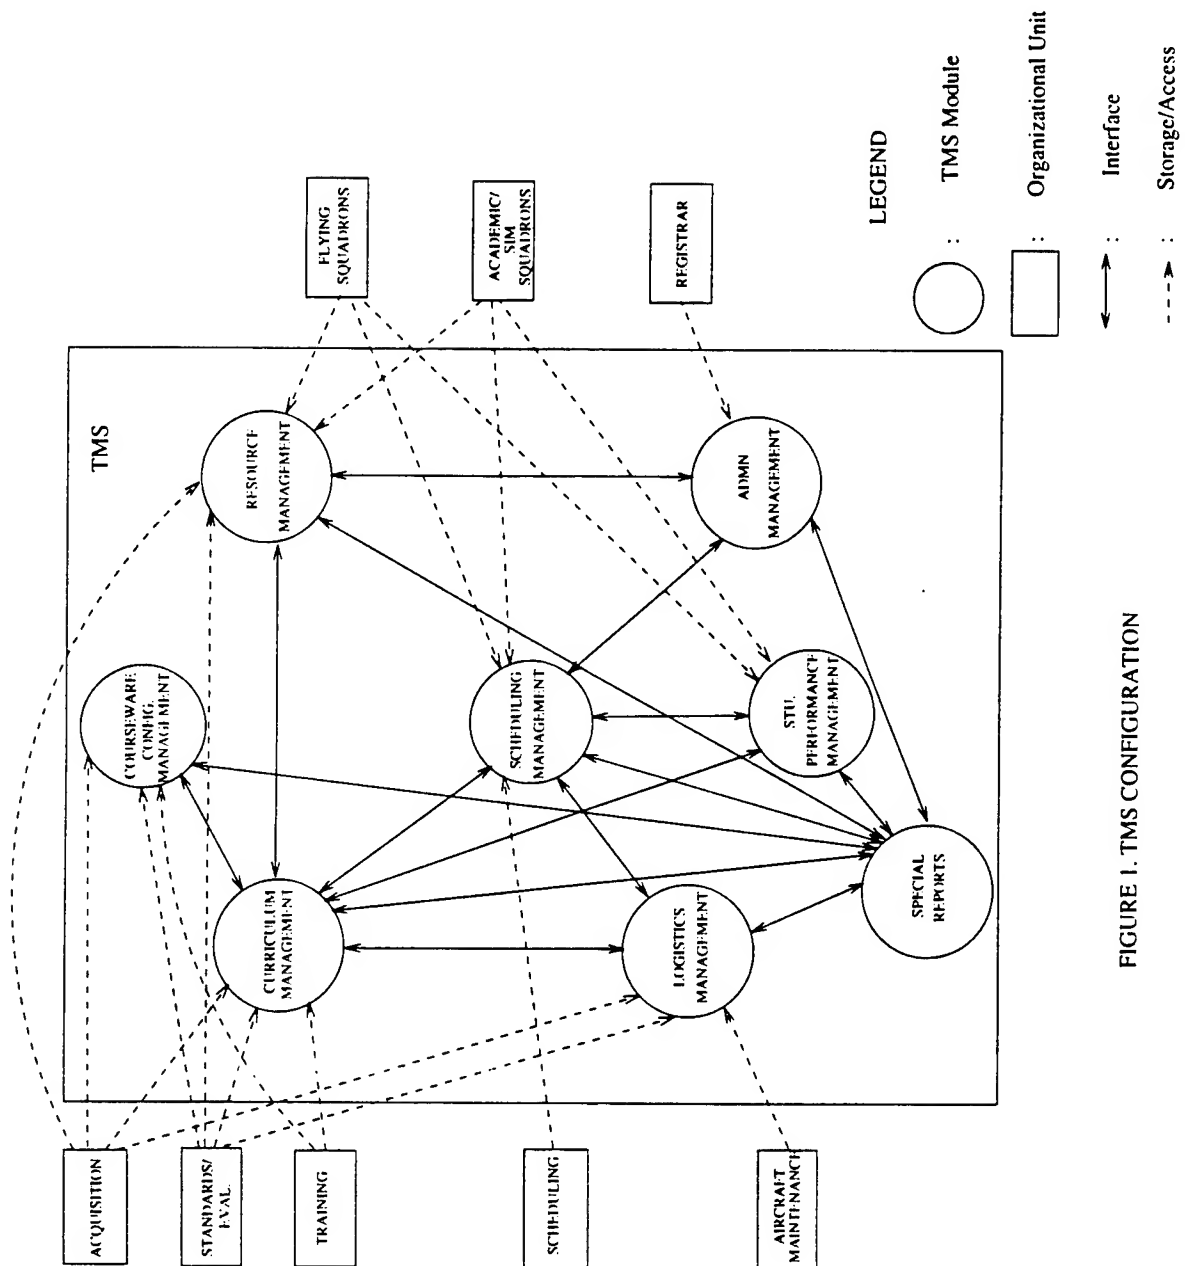 TMS
ACQUISITION
STANDARDS/
EVAL.
TRAINING
SCHEDULING
AIRCRAFT
MAINTENANCE
COURSEWARE
CONFIG.
MANAGEMENT
CURRICULUM
MANAGEMENT
RESOURCE
MANAGEMENT
SCHEDULING
MANAGEMENT
LOGISTICS
MANAGEMENT
STU.
PERFORMANCE
MANAGEMENT
ADMN
MANAGEMENT
SPECIAL
REPORTS
FLYING
SQUADRONS
ACADEMIC/
SIM
SQUADRONS
REGISTRAR
LEGEND
: TMS Module
: Organizational Unit
: Interface
: Storage/Access
FIGURE 1. TMS CONFIGURATION